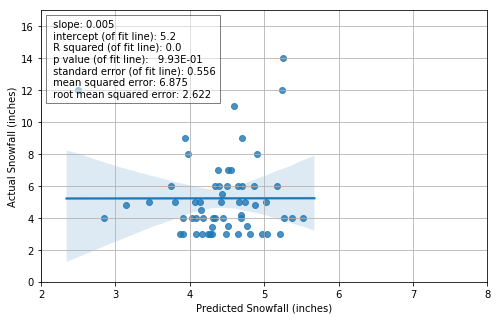 slope: 0.005
intercept (of fit line): 5.2
R squared (of fit line): 0.0
p value (of fit line):   9.93E-01
standard error (of fit line): 0.556
mean squared error: 6.875
root mean squared error: 2.622
16
14
12
10
8
6
4
2
0
Actual Snowfall (inches)
2 3 4 5 6 7 8
Predicted Snowfall (inches)